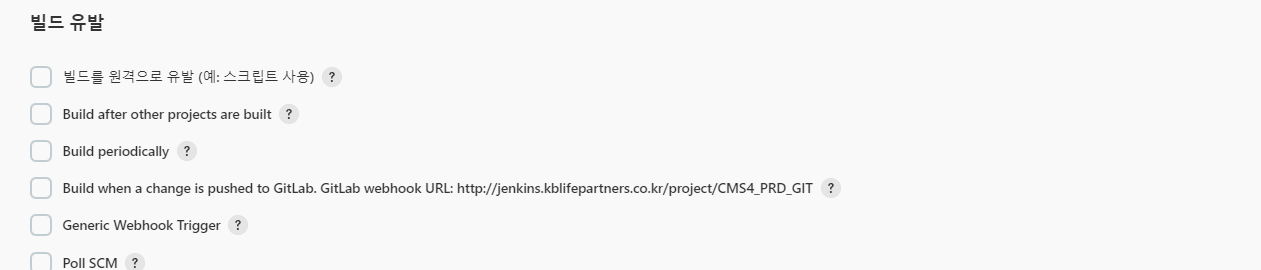 빌드 유발
빌드를 원격으로 유발 (예: 스크립트 사용) ?
Build after other projects are built ?
Build periodically ?
Build when a change is pushed to GitLab. GitLab webhook URL: http://jenkins.kblifepartners.co.kr/project/CMS4_PRD_GIT ?
Generic Webhook Trigger ?
Poll SCM ?